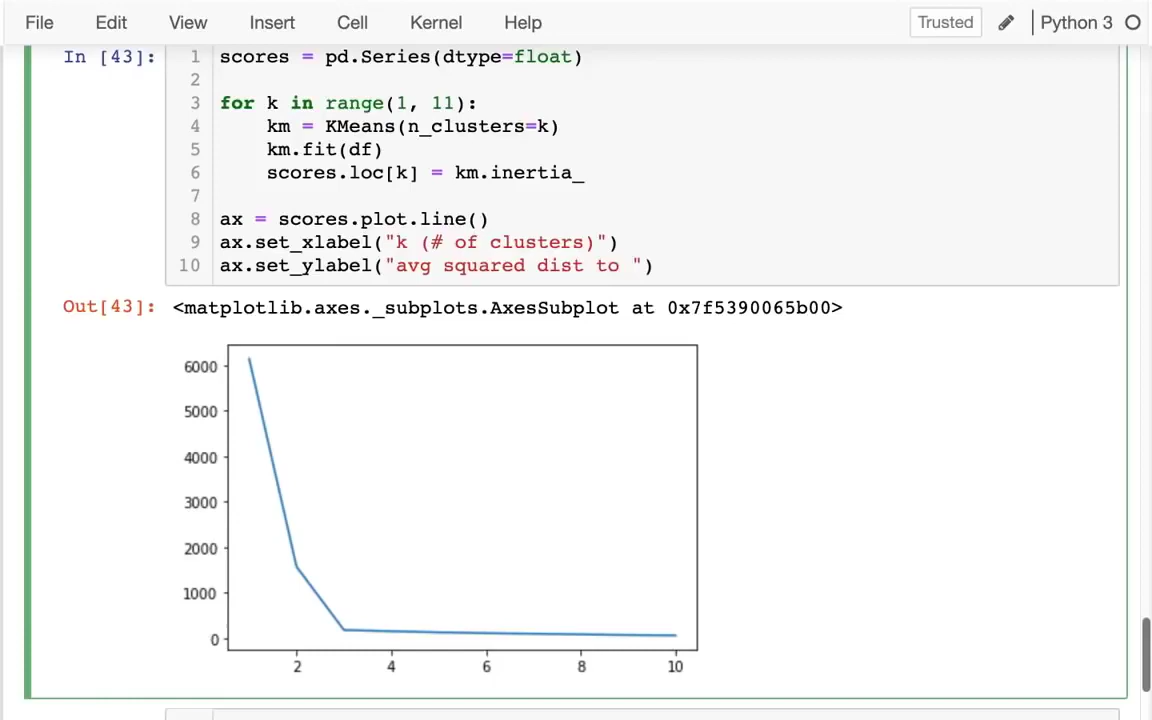 File Edit View Insert Cell Kernel Help Trusted Python 3
In [43]: 1 scores = pd.Series(dtype=float)
2
3 for k in range(1, 11):
4 km = KMeans(n_clusters=k)
5 km.fit(df)
6 scores.loc[k] = km.inertia_
7
8 ax = scores.plot.line()
9 ax.set_xlabel("k (# of clusters)")
10 ax.set_ylabel("avg squared dist to ")
Out[43]: <matplotlib.axes._subplots.AxesSubplot at 0x7f5390065b00>
6000
5000
4000
3000
2000
1000
0
2 4 6 8 10